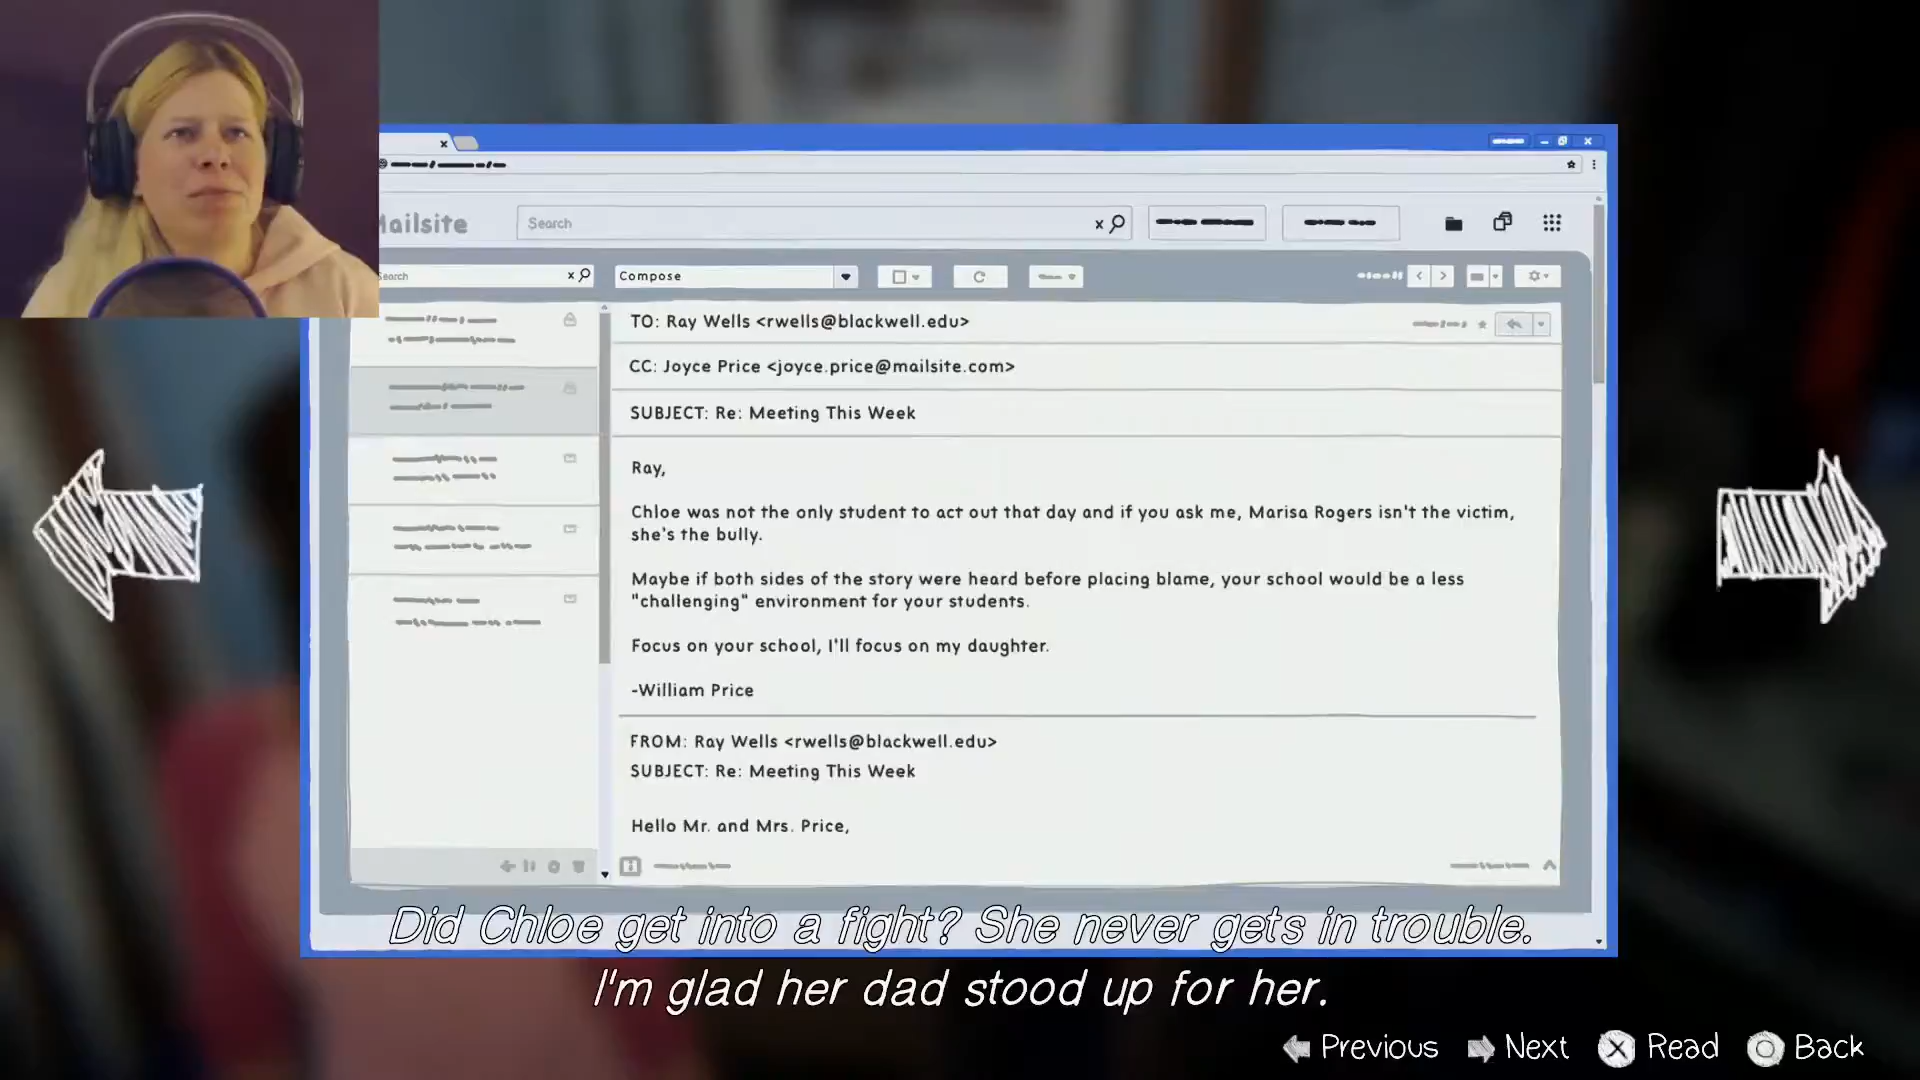 Mailsite
Search
Search
Compose
TO: Ray Wells <rwells@blackwell.edu>
CC: Joyce Price <joyce.price@mailsite.com>
SUBJECT: Re: Meeting This Week
Ray,
Chloe was not the only student to act out that day and if you ask me, Marisa Rogers isn't the victim,
she's the bully.
Maybe if both sides of the story were heard before placing blame, your school would be a less
"challenging" environment for your students.
Focus on your school, I'll focus on my daughter.
-William Price
FROM: Ray Wells <rwells@blackwell.edu>
SUBJECT: Re: Meeting This Week
Hello Mr. and Mrs. Price,
Did Chloe get into a fight? She never gets in trouble.
I'm glad her dad stood up for her.
Previous Next Read Back